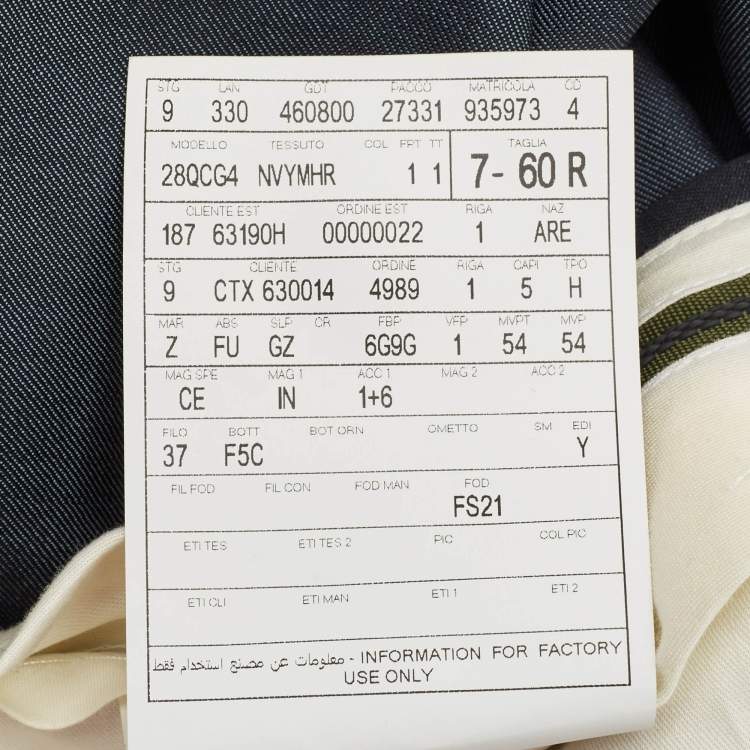 STG LAN GDT PACCO MATRICOLA CD
9 330 460800 27331 935973 4
MODELLO TESSUTO COL FPT TT TAGLIA
28QCG4 NVYMHR 1 1 7- 60 R
CLIENTE EST ORDINE EST RIGA NAZ
187 63190H 00000022 1 ARE
STG CLIENTE ORDINE RIGA CAPI TPO
9 CTX 630014 4989 1 5 H
MAR ABS SLP CR FBP VFP MVPT MVP
Z FU GZ 6G9G 1 54 54
MAG SPE MAG 1 ACC 1 MAG 2 ACC 2
CE IN 1+6
FILO BOTT BOT ORN OMETTO SM EDI
37 F5C Y
FIL FOD FIL CON FOD MAN FOD
FS21
ETI TES ETI TES 2 PIC COL PIC
ETI CLI ETI MAN ETI 1 ETI 2
معلومات عن مصنع استخدام فقط - INFORMATION FOR FACTORY
USE ONLY